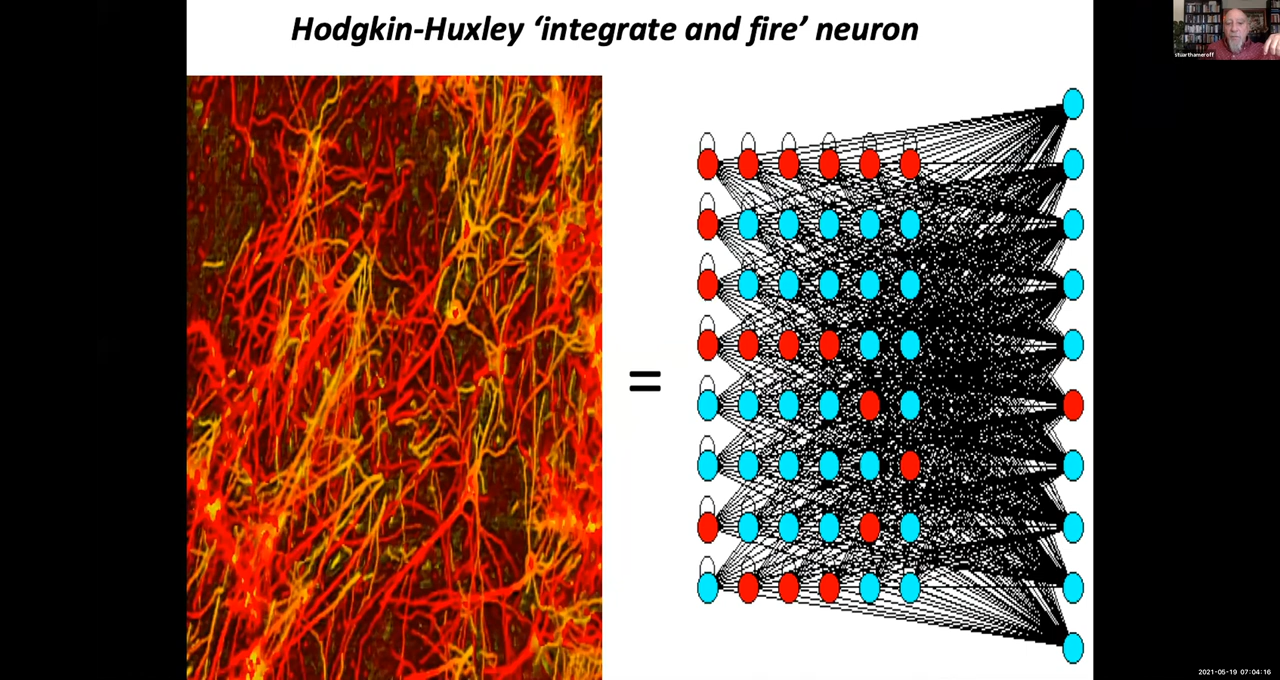 Hodgkin-Huxley ‘integrate and fire’ neuron
stuarthameroff
=
2021-05-19 07:04:16